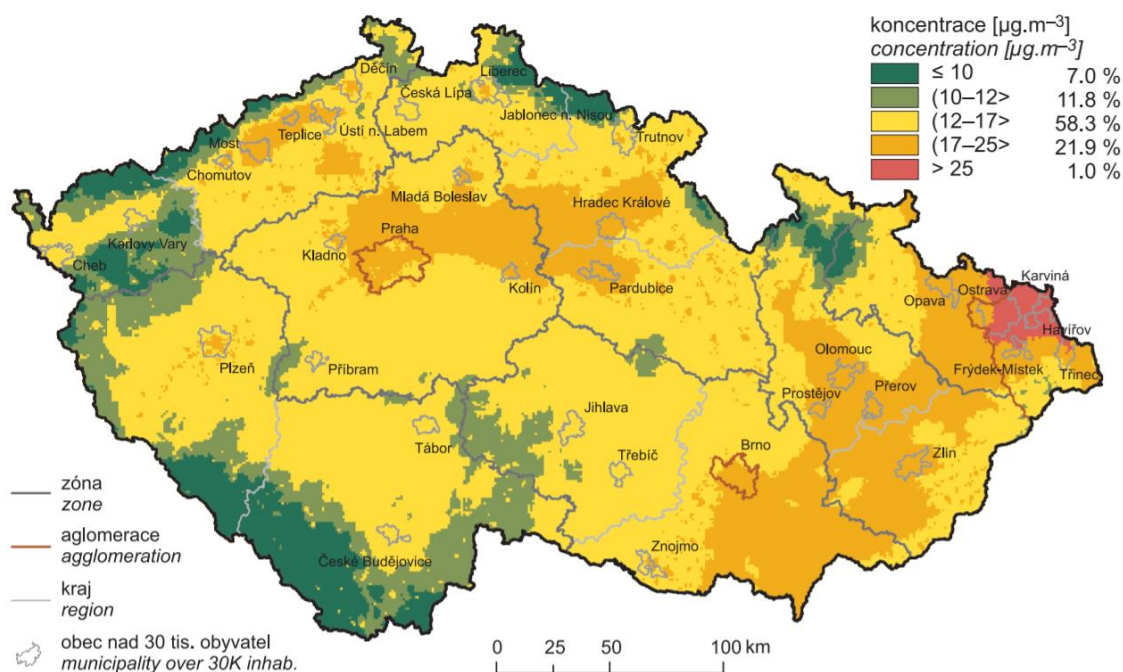 koncentrace [µg.m–3]
concentration [µg.m–3]
≤ 10 7.0 %
(10–12> 11.8 %
(12–17> 58.3 %
(17–25> 21.9 %
> 25 1.0 %
Děčín
Liberec
Česká Lípa
Jablonec n. Nisou
Ústí n. Labem
Teplice
Trutnov
Most
Chomutov
Mladá Boleslav
Hradec Králové
Praha
Karlovy Vary
Kladno
Cheb
Kolín
Pardubice
Karviná
Ostrava
Opava
Havířov
Olomouc
Plzeň
Příbram
Frýdek-Místek
Třinec
Prostějov
Přerov
Jihlava
Tábor
Brno
Třebíč
Zlín
České Budějovice
Znojmo
zóna
zone
aglomerace
agglomeration
kraj
region
obec nad 30 tis. obyvatel
municipality over 30K inhab.
0 25 50 100 km